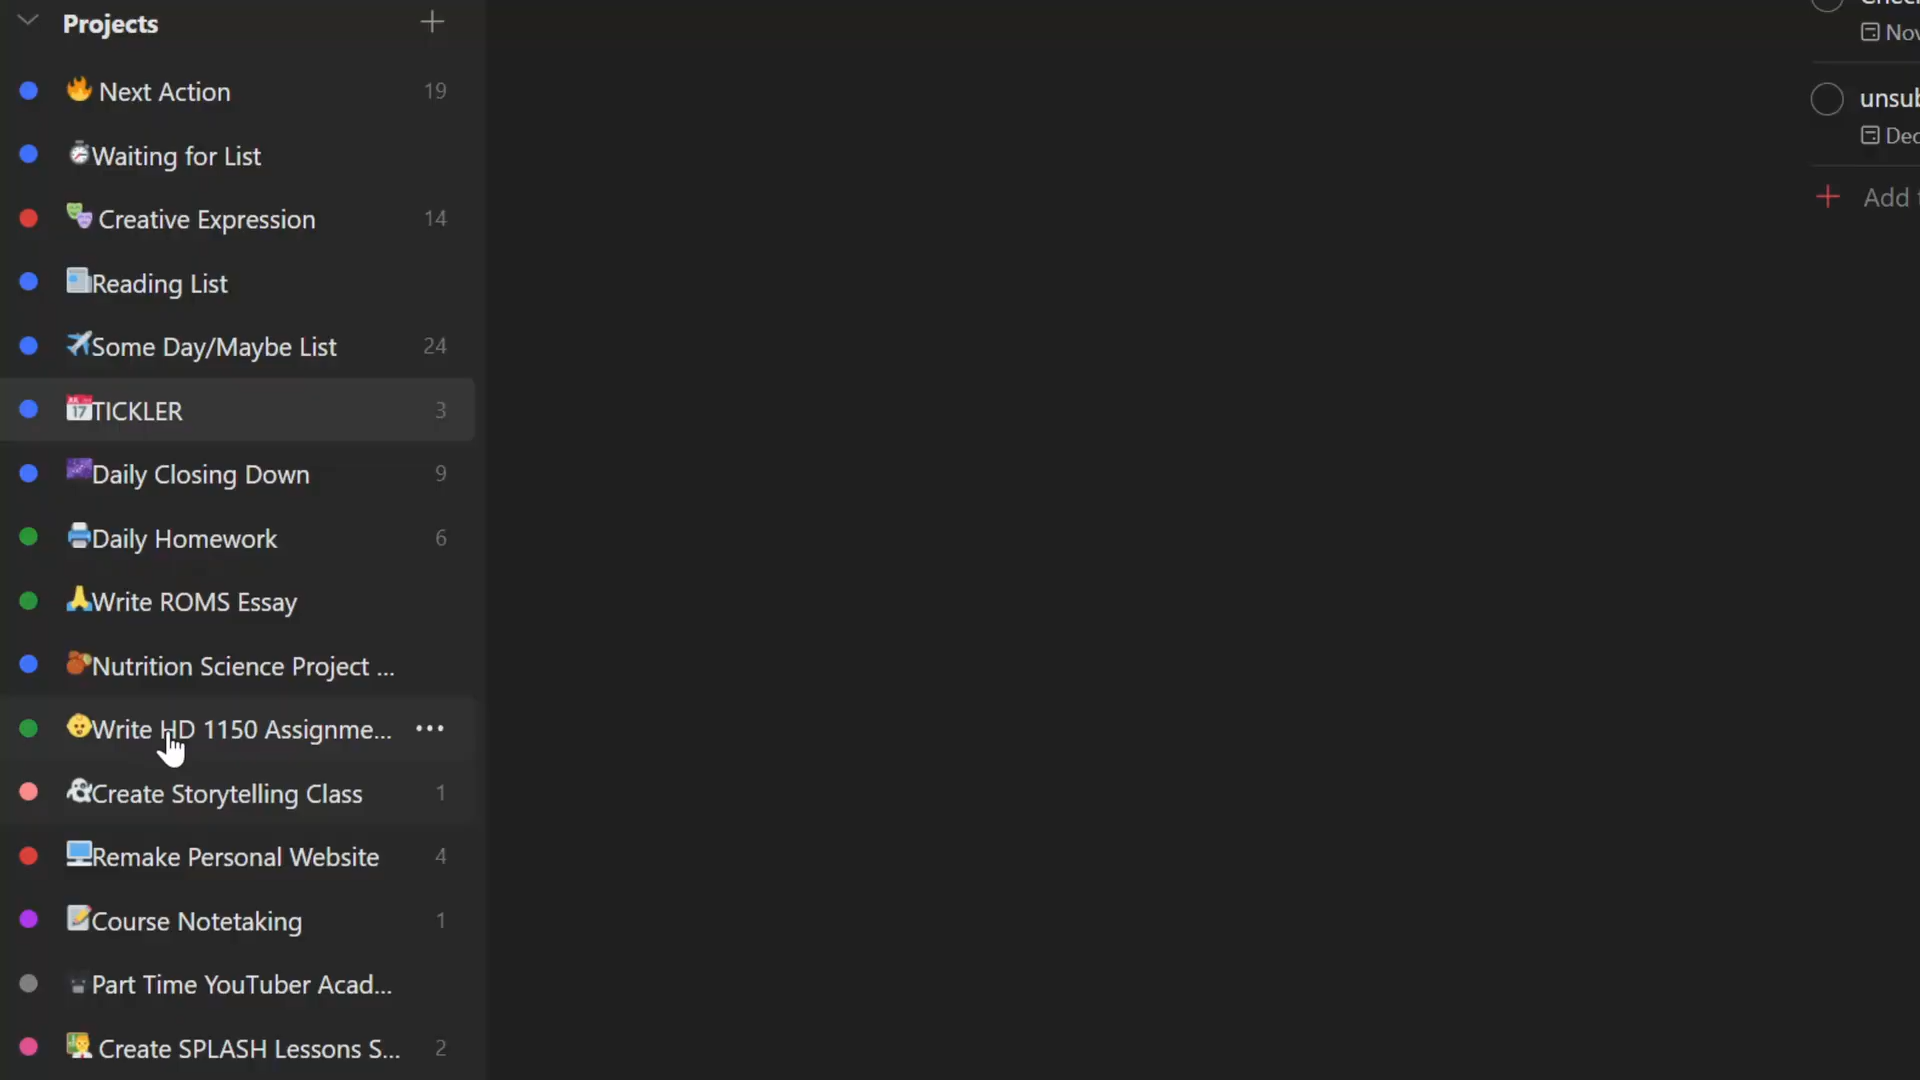 Projects
Next Action 19
Waiting for List
Creative Expression 14
Reading List
Some Day/Maybe List 24
TICKLER 3
Daily Closing Down 9
Daily Homework 6
Write ROMS Essay
Nutrition Science Project ...
Write HD 1150 Assignme...
Create Storytelling Class 1
Remake Personal Website 4
Course Notetaking 1
Part Time YouTuber Acad...
Create SPLASH Lessons S... 2
Nov
unsub
Dec
Add